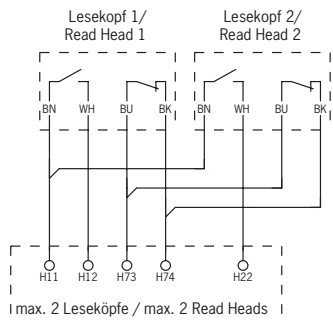 Lesekopf 1/
Read Head 1
Lesekopf 2/
Read Head 2
BN WH BU BK BN WH BU BK
H11 H12 H73 H74 H22
max. 2 Leseköpfe / max. 2 Read Heads